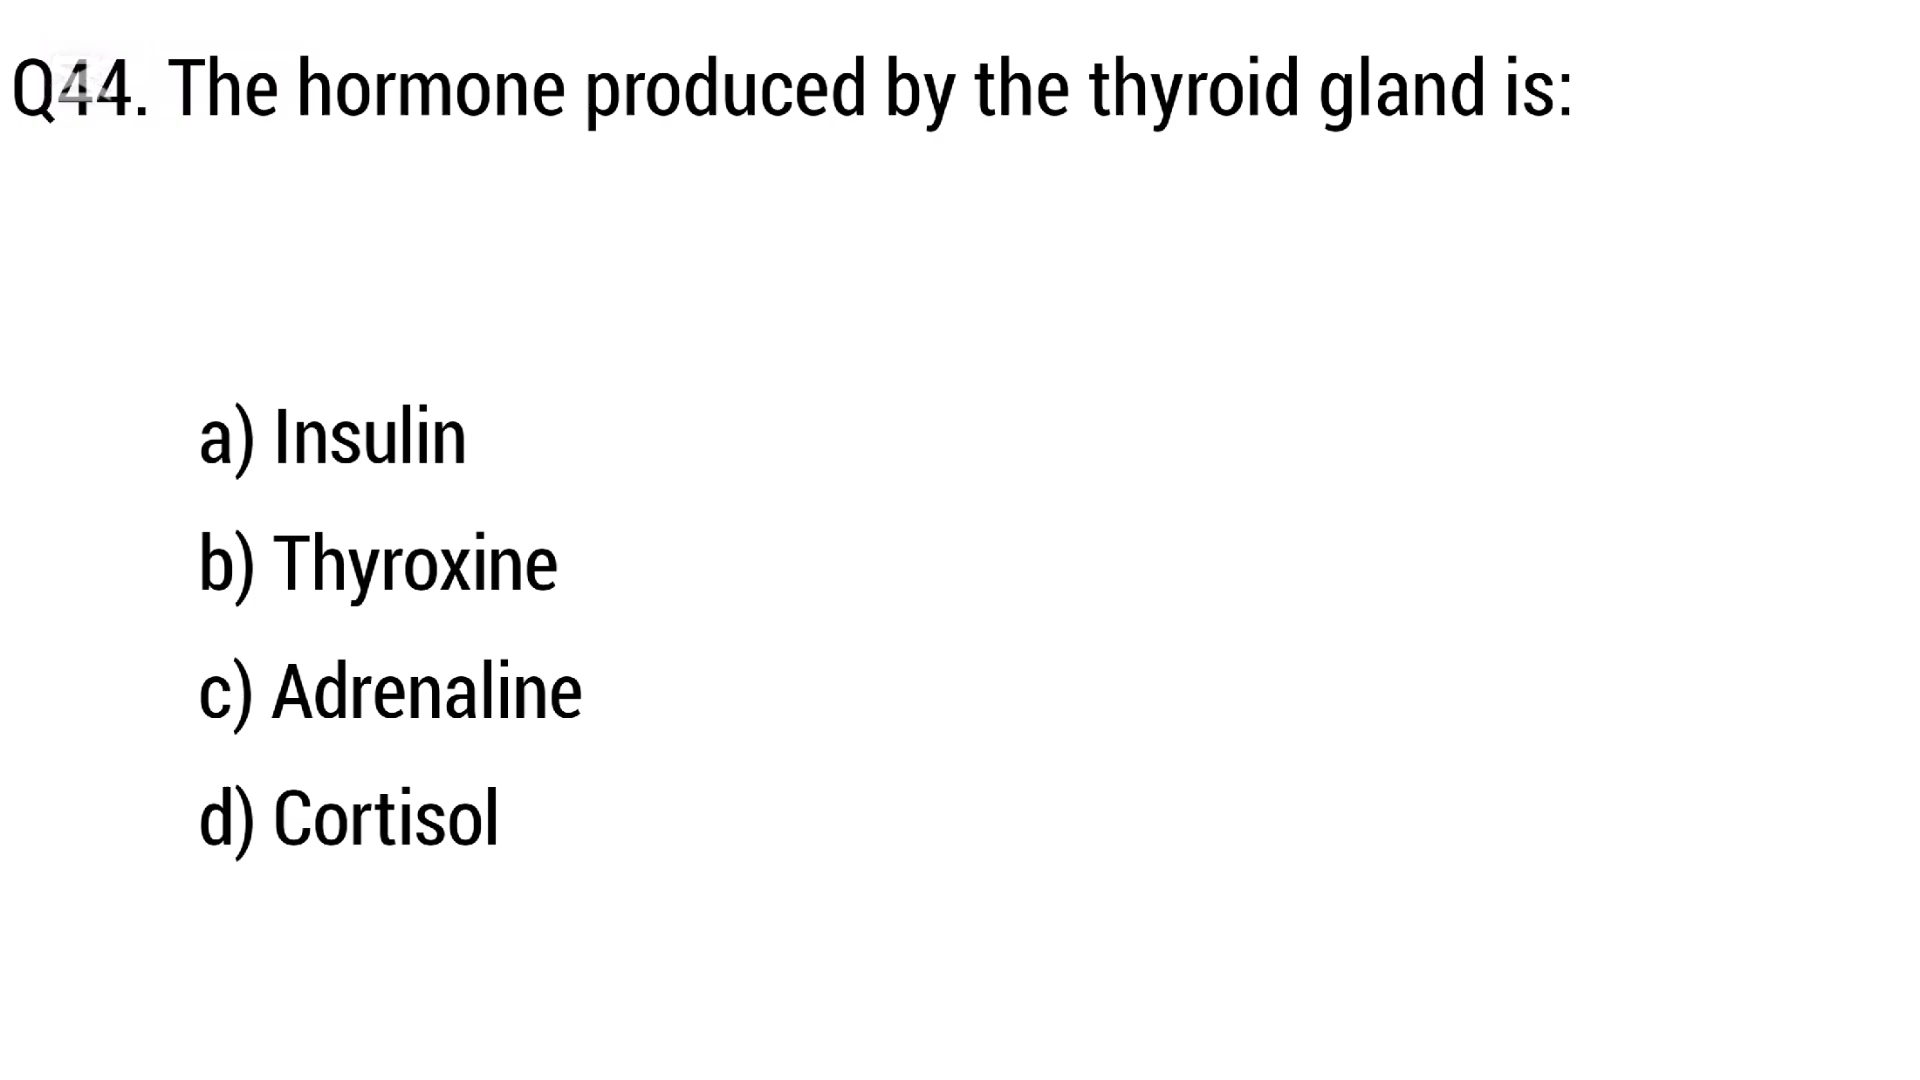 Q44. The hormone produced by the thyroid gland is:
a) Insulin
b) Thyroxine
c) Adrenaline
d) Cortisol